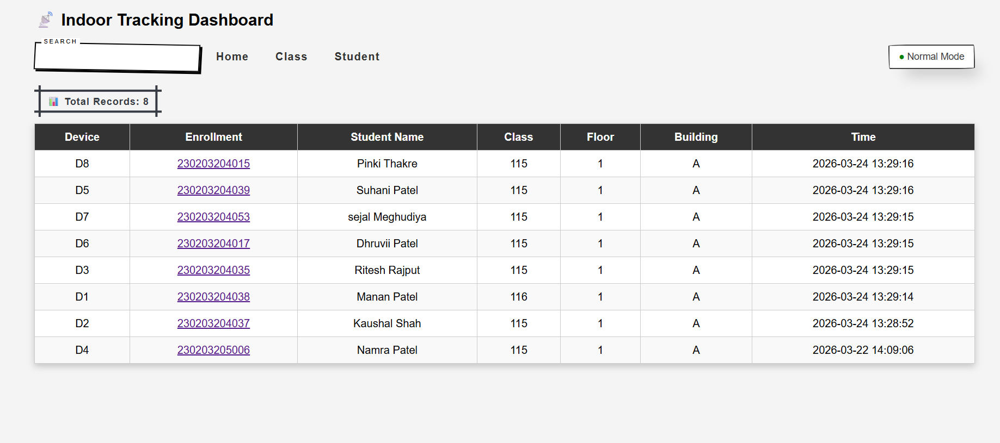 Indoor Tracking Dashboard
SEARCH
Home Class Student
● Normal Mode
Total Records: 8
Device Enrollment Student Name Class Floor Building Time
D8 230203204015 Pinki Thakre 115 1 A 2026-03-24 13:29:16
D5 230203204039 Suhani Patel 115 1 A 2026-03-24 13:29:16
D7 230203204053 sejal Meghudiya 115 1 A 2026-03-24 13:29:15
D6 230203204017 Dhruvii Patel 115 1 A 2026-03-24 13:29:15
D3 230203204035 Ritesh Rajput 115 1 A 2026-03-24 13:29:15
D1 230203204038 Manan Patel 116 1 A 2026-03-24 13:29:14
D2 230203204037 Kaushal Shah 115 1 A 2026-03-24 13:28:52
D4 230203205006 Namra Patel 115 1 A 2026-03-22 14:09:06